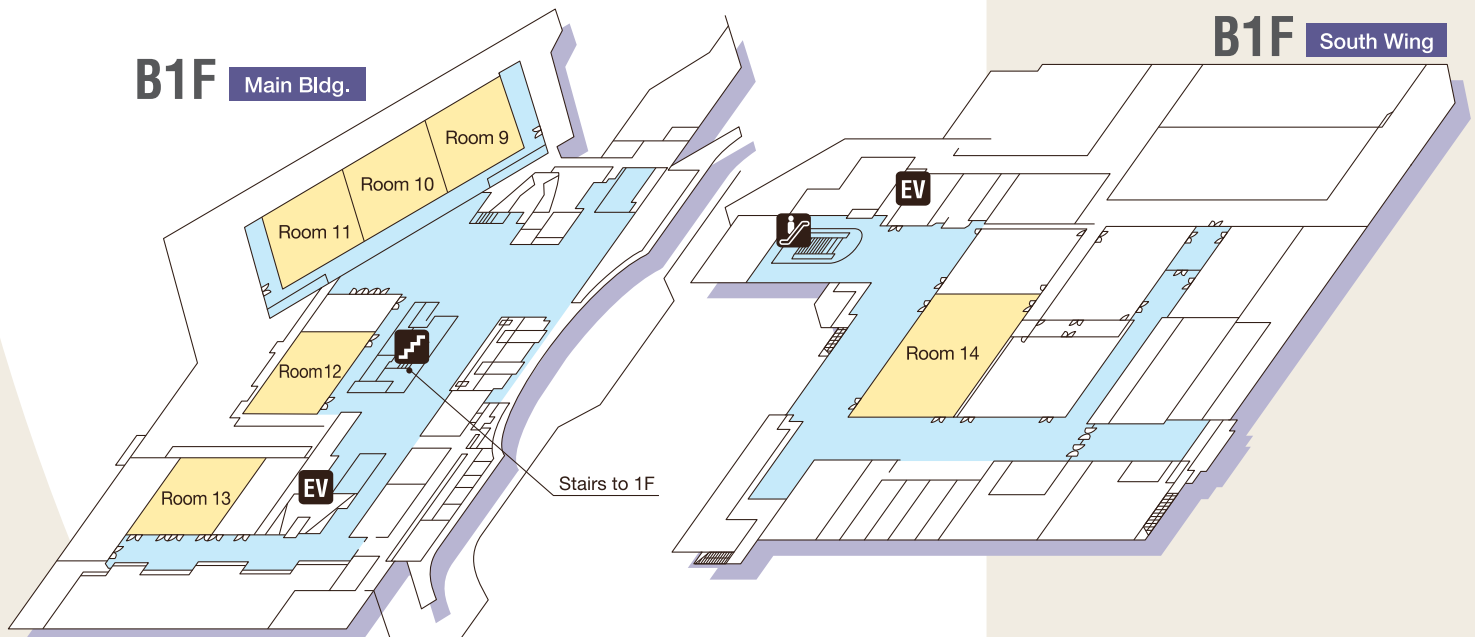 B1F Main Bldg.
B1F South Wing
Room 9
Room 10
Room 11
Room12
Room 13
EV
Stairs to 1F
EV
Room 14